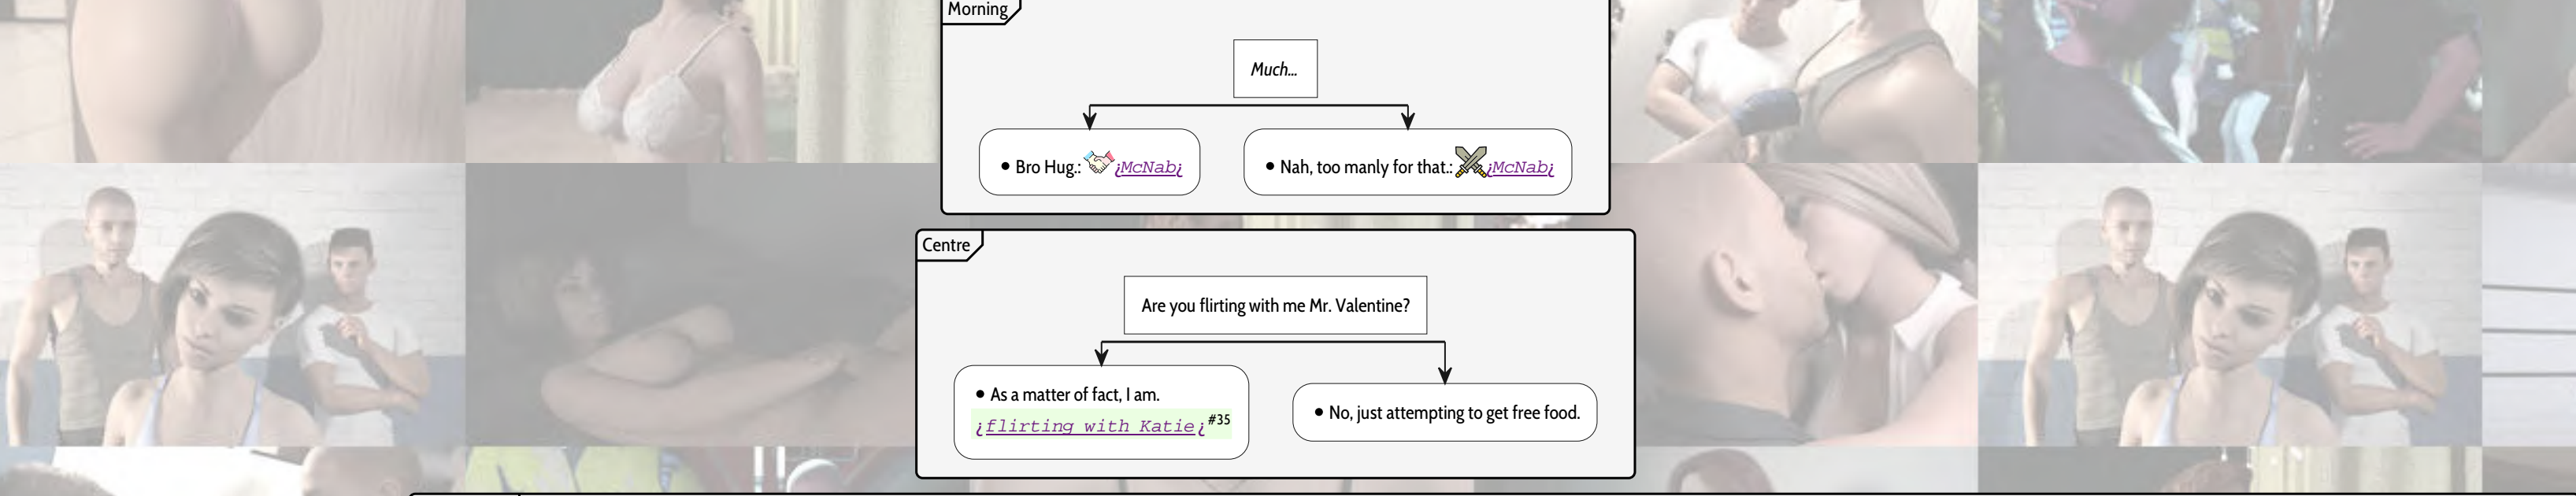 Morning
Much...
• Bro Hug.: ¿McNab¿
• Nah, too manly for that.: ¿McNab¿
Centre
Are you flirting with me Mr. Valentine?
• As a matter of fact, I am.
¿flirting with Katie¿#35
• No, just attempting to get free food.